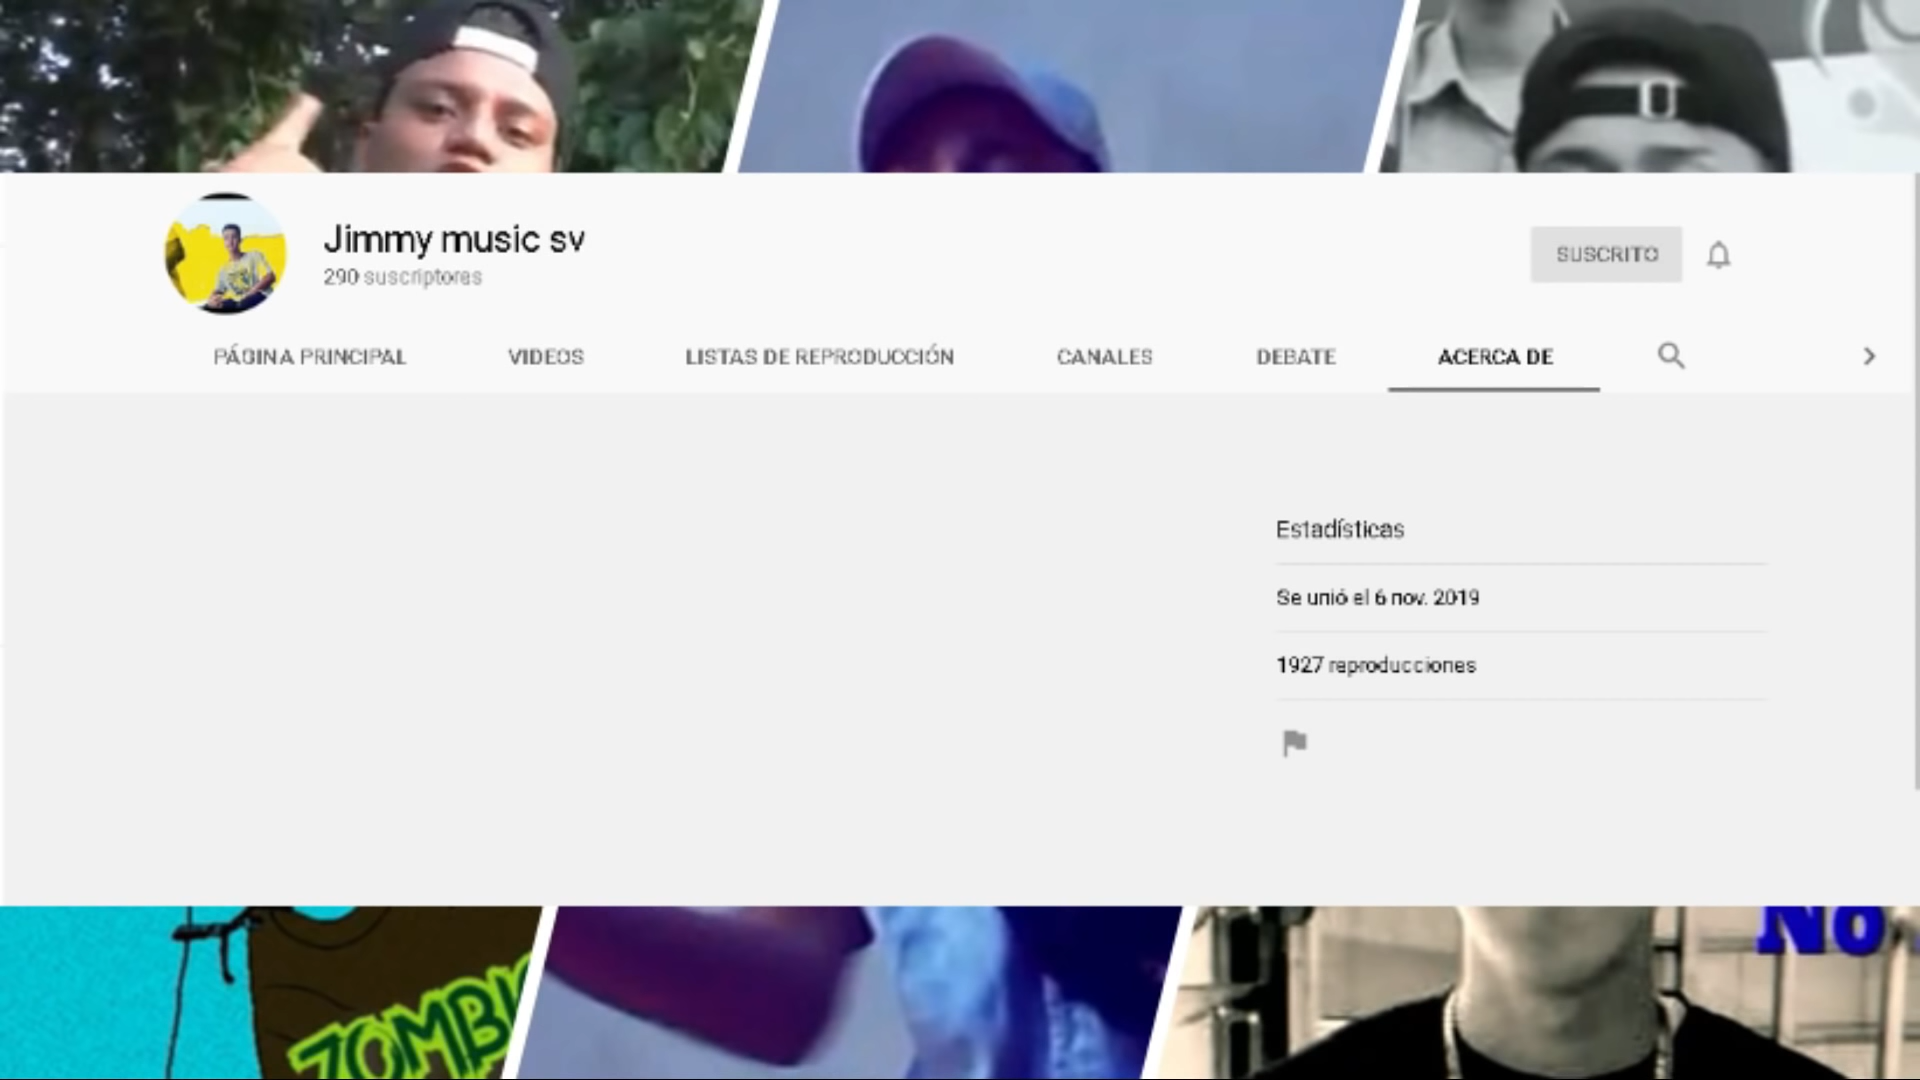 Jimmy music sv
290 suscriptores
SUSCRITO
PÁGINA PRINCIPAL VIDEOS LISTAS DE REPRODUCCIÓN CANALES DEBATE ACERCA DE
Estadísticas
Se unió el 6 nov. 2019
1927 reproducciones
No